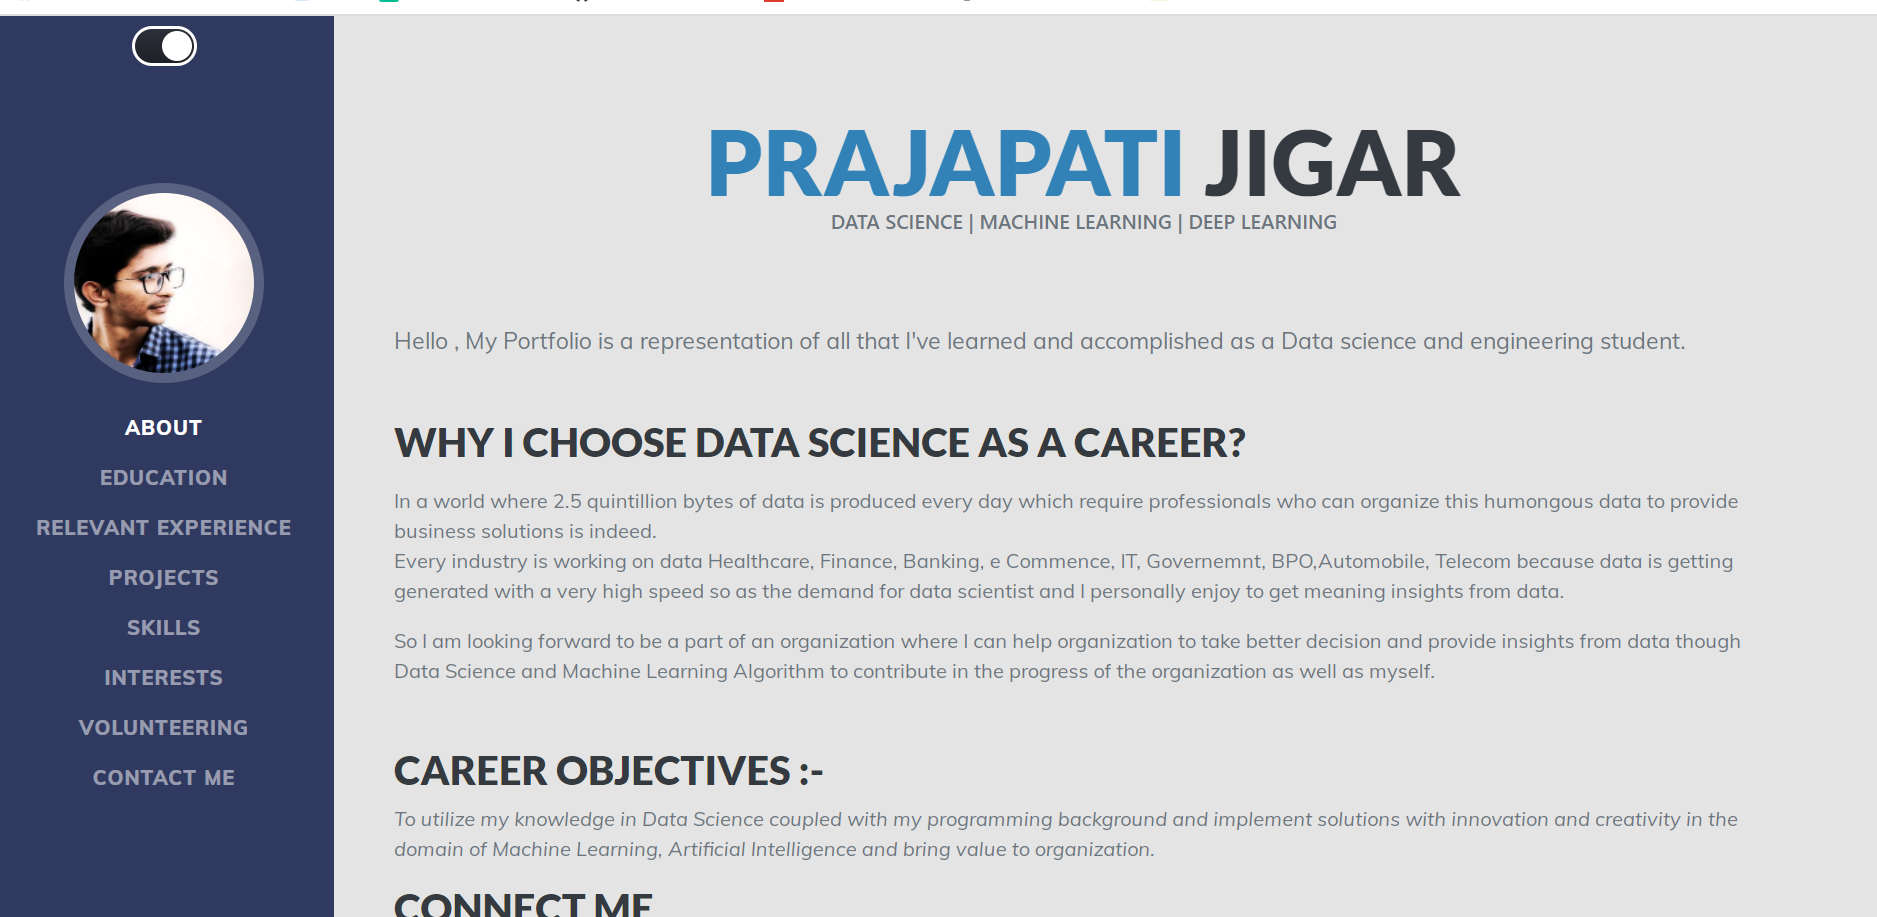 ABOUT
EDUCATION
RELEVANT EXPERIENCE
PROJECTS
SKILLS
INTERESTS
VOLUNTEERING
CONTACT ME
PRAJAPATI JIGAR
DATA SCIENCE | MACHINE LEARNING | DEEP LEARNING
Hello , My Portfolio is a representation of all that I've learned and accomplished as a Data science and engineering student.
WHY I CHOOSE DATA SCIENCE AS A CAREER?
In a world where 2.5 quintillion bytes of data is produced every day which require professionals who can organize this humongous data to provide
business solutions is indeed.
Every industry is working on data Healthcare, Finance, Banking, e Commence, IT, Governemnt, BPO,Automobile, Telecom because data is getting
generated with a very high speed so as the demand for data scientist and I personally enjoy to get meaning insights from data.
So I am looking forward to be a part of an organization where I can help organization to take better decision and provide insights from data though
Data Science and Machine Learning Algorithm to contribute in the progress of the organization as well as myself.
CAREER OBJECTIVES :-
To utilize my knowledge in Data Science coupled with my programming background and implement solutions with innovation and creativity in the
domain of Machine Learning, Artificial Intelligence and bring value to organization.
CONNECT ME